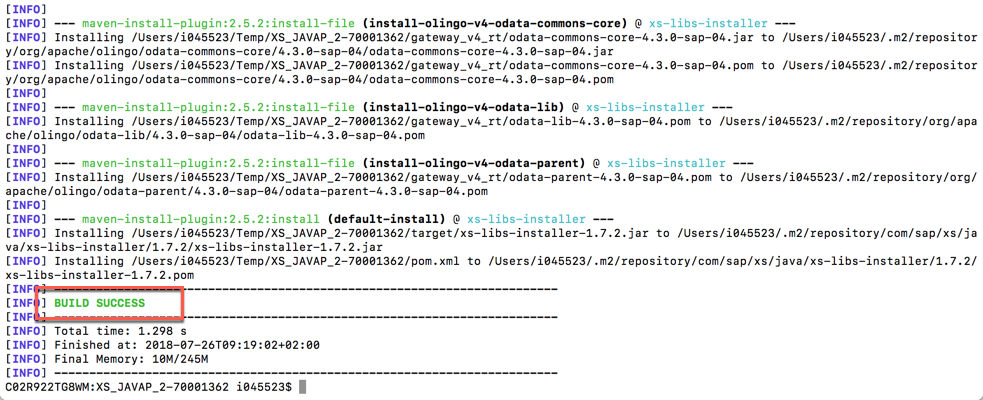 [INFO]
[INFO] --- maven-install-plugin:2.5.2:install-file (install-olingo-v4-odata-commons-core) @ xs-libs-installer ---
[INFO] Installing /Users/i045523/Temp/XS_JAVAP_2-70001362/gateway_v4_rt/odata-commons-core-4.3.0-sap-04.jar to /Users/i045523/.m2/repositor
y/org/apache/olingo/odata-commons-core/4.3.0-sap-04/odata-commons-core-4.3.0-sap-04.jar
[INFO] Installing /Users/i045523/Temp/XS_JAVAP_2-70001362/gateway_v4_rt/odata-commons-core-4.3.0-sap-04.pom to /Users/i045523/.m2/repositor
y/org/apache/olingo/odata-commons-core/4.3.0-sap-04/odata-commons-core-4.3.0-sap-04.pom
[INFO]
[INFO] --- maven-install-plugin:2.5.2:install-file (install-olingo-v4-odata-lib) @ xs-libs-installer ---
[INFO] Installing /Users/i045523/Temp/XS_JAVAP_2-70001362/gateway_v4_rt/odata-lib-4.3.0-sap-04.pom to /Users/i045523/.m2/repository/org/apa
che/olingo/odata-lib/4.3.0-sap-04/odata-lib-4.3.0-sap-04.pom
[INFO]
[INFO] --- maven-install-plugin:2.5.2:install-file (install-olingo-v4-odata-parent) @ xs-libs-installer ---
[INFO] Installing /Users/i045523/Temp/XS_JAVAP_2-70001362/gateway_v4_rt/odata-parent-4.3.0-sap-04.pom to /Users/i045523/.m2/repository/org/
apache/olingo/odata-parent/4.3.0-sap-04/odata-parent-4.3.0-sap-04.pom
[INFO]
[INFO] --- maven-install-plugin:2.5.2:install (default-install) @ xs-libs-installer ---
[INFO] Installing /Users/i045523/Temp/XS_JAVAP_2-70001362/target/xs-libs-installer-1.7.2.jar to /Users/i045523/.m2/repository/com/sap/xs/ja
va/xs-libs-installer/1.7.2/xs-libs-installer-1.7.2.jar
[INFO] Installing /Users/i045523/Temp/XS_JAVAP_2-70001362/pom.xml to /Users/i045523/.m2/repository/com/sap/xs/java/xs-libs-installer/1.7.2/
xs-libs-installer-1.7.2.pom
[INFO] ------------------------------------------------------------------------
[INFO] BUILD SUCCESS
[INFO] ------------------------------------------------------------------------
[INFO] Total time: 1.298 s
[INFO] Finished at: 2018-07-26T09:19:02+02:00
[INFO] Final Memory: 10M/245M
[INFO] ------------------------------------------------------------------------
C02R922TG8WM:XS_JAVAP_2-70001362 i045523$